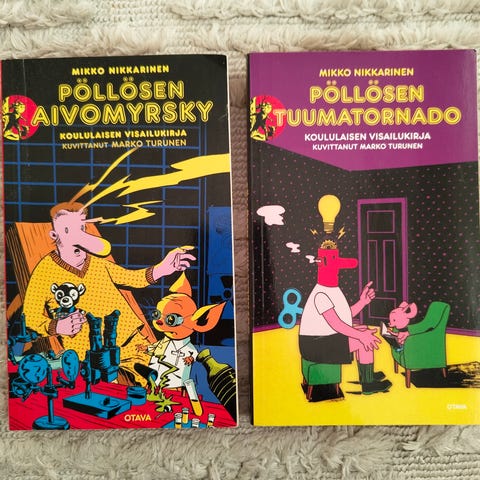 MIKKO NIKKARINEN
PÖLLÖSEN
AIVOMYRSKY
KOULULAISEN VISAILUKIRJA
KUVITTANUT MARKO TURUNEN
OTAVA
MIKKO NIKKARINEN
PÖLLÖSEN
TUUMATORNADO
KOULULAISEN VISAILUKIRJA
KUVITTANUT MARKO TURUNEN
OTAVA